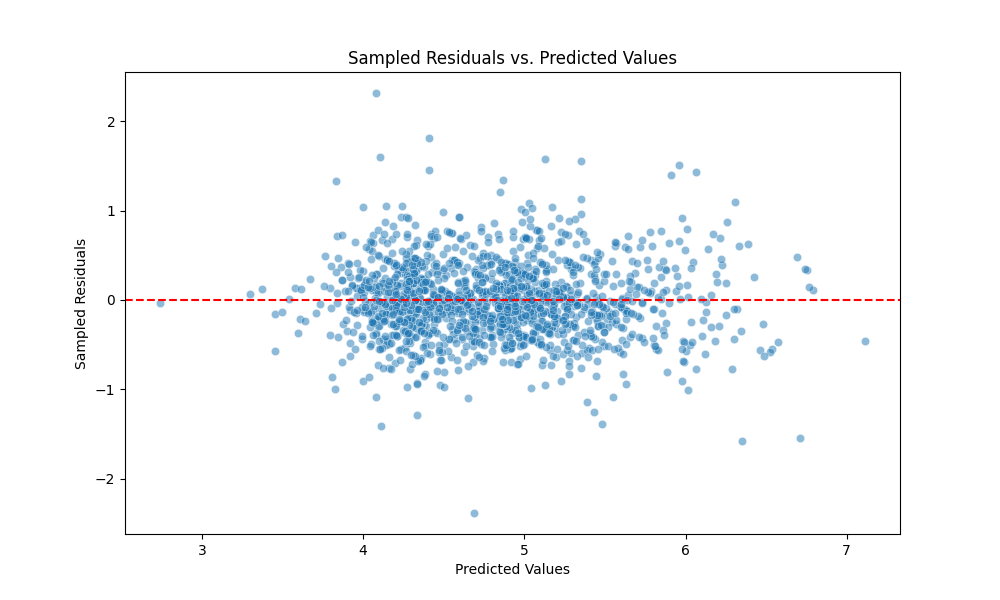 Sampled Residuals vs. Predicted Values
Sampled Residuals
2
1
0
−1
−2
3 4 5 6 7
Predicted Values